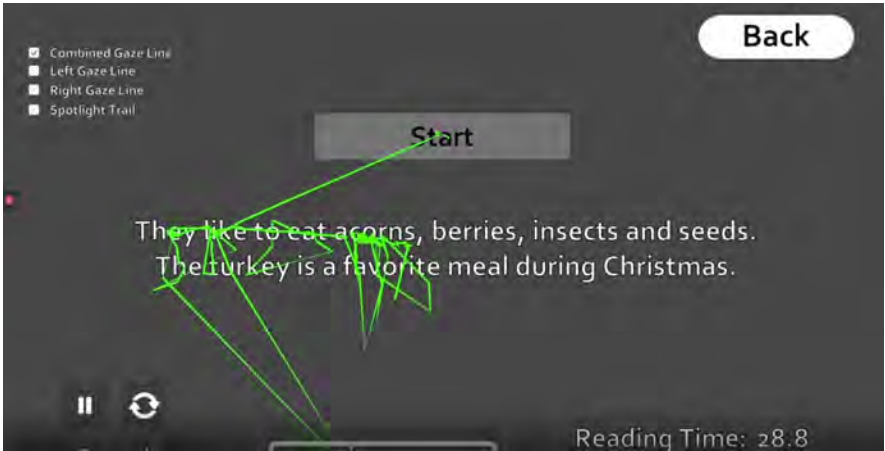 Back
Combined Gaze Line
Left Gaze Line
Right Gaze Line
Spotlight Trail
Start
They like to eat acorns, berries, insects and seeds.
The turkey is a favorite meal during Christmas.
Reading Time: 28.8